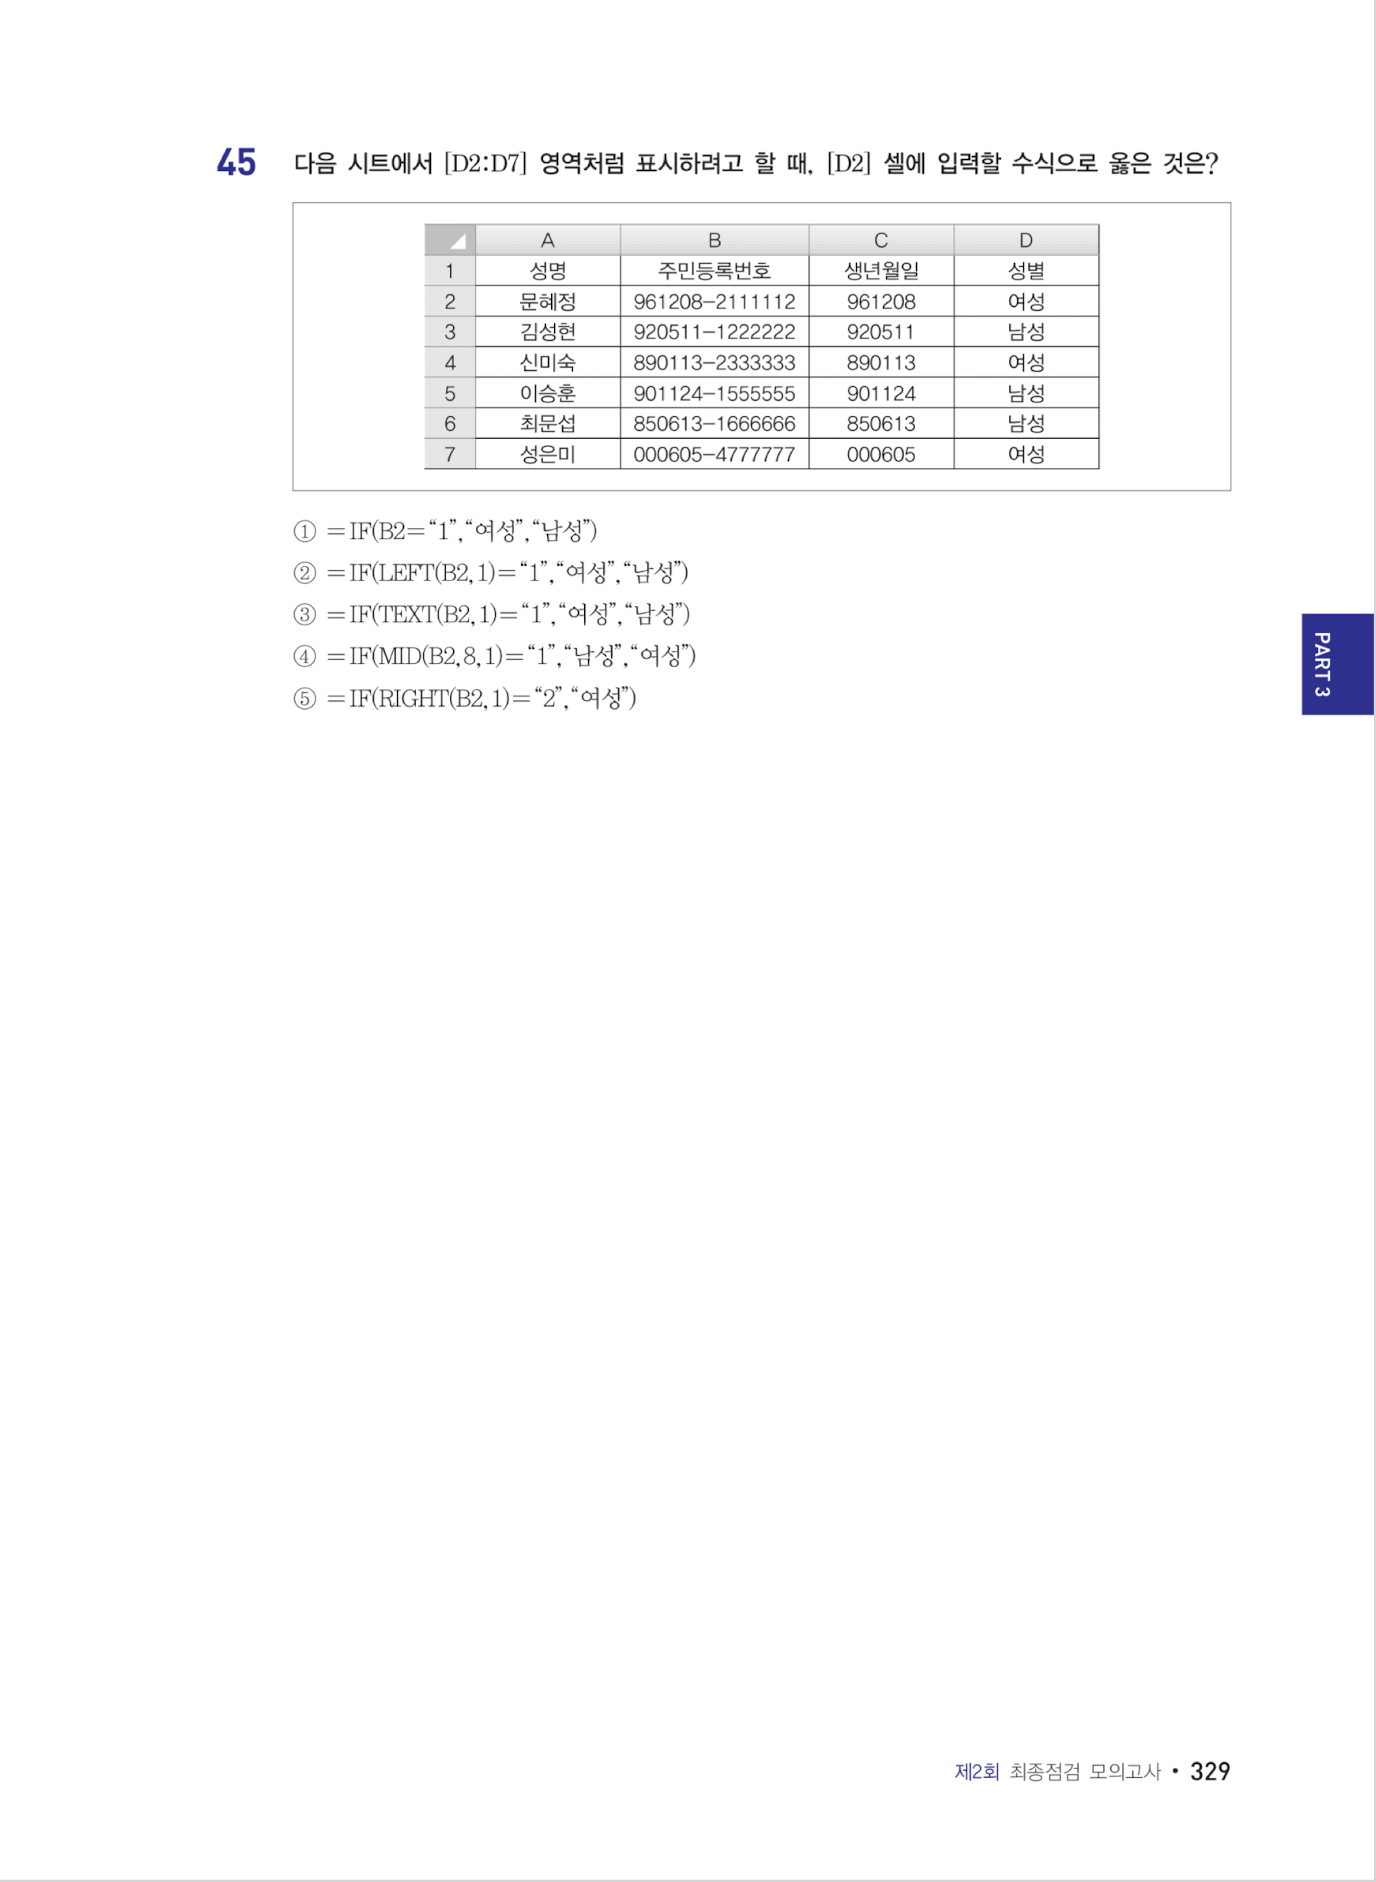 45 다음 시트에서 [D2:D7] 영역처럼 표시하려고 할 때, [D2] 셀에 입력할 수식으로 옳은 것은?
A B C D
1 성명 주민등록번호 생년월일 성별
2 문혜정 961208-2111112 961208 여성
3 김성현 920511-1222222 920511 남성
4 신미숙 890113-2333333 890113 여성
5 이승훈 901124-1555555 901124 남성
6 최문섭 850613-1666666 850613 남성
7 성은미 000605-4777777 000605 여성
① =IF(B2=“1”,“여성”,“남성”)
② =IF(LEFT(B2,1)=“1”,“여성”,“남성”)
③ =IF(TEXT(B2,1)=“1”,“여성”,“남성”)
④ =IF(MID(B2,8,1)=“1”,“남성”,“여성”)
⑤ =IF(RIGHT(B2,1)=“2”,“여성”)
PART 3
제2회 최종점검 모의고사 • 329